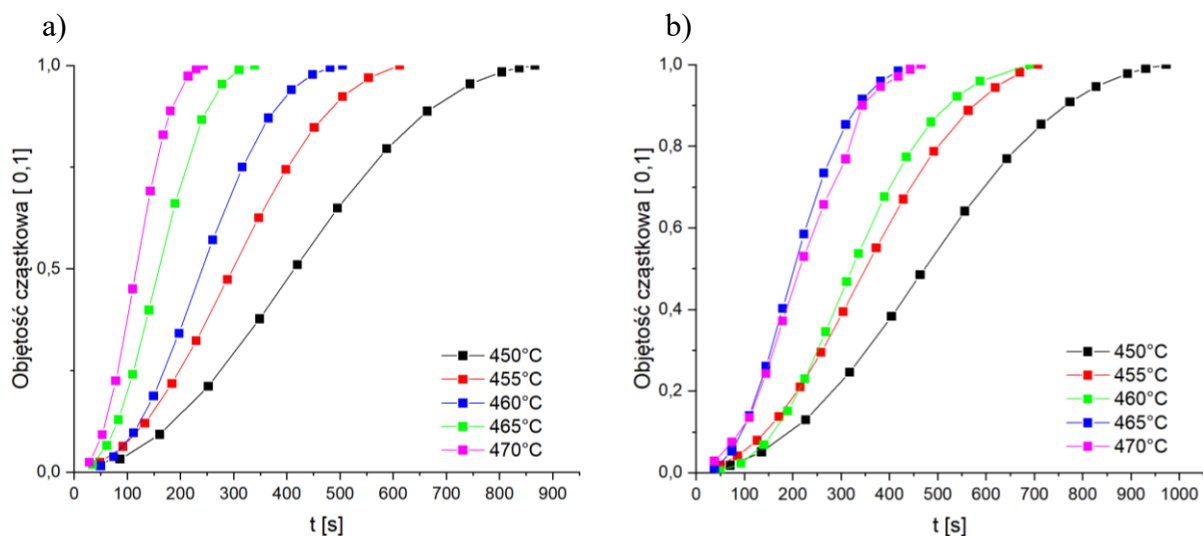 a)
Objętość cząstkowa [ 0,1]
1,0
0,5
0,0
0 100 200 300 400 500 600 700 800 900
t [s]
450°C
455°C
460°C
465°C
470°C
b)
Objętość cząstkowa [ 0,1]
1,0
0,8
0,6
0,4
0,2
0,0
0 100 200 300 400 500 600 700 800 900 1000
t [s]
450°C
455°C
460°C
465°C
470°C